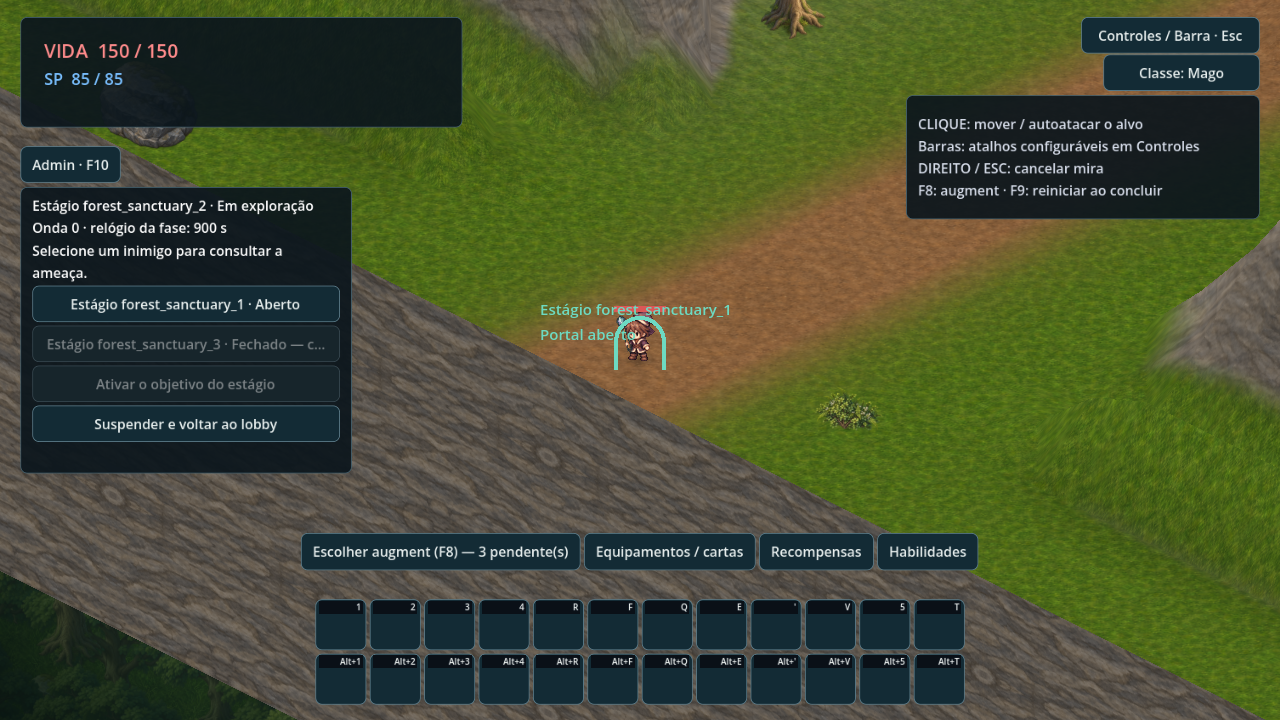 VIDA 150 / 150
SP 85 / 85
Controles / Barra · Esc
Classe: Mago
CLIQUE: mover / autoatacar o alvo
Barras: atalhos configuráveis em Controles
DIREITO / ESC: cancelar mira
F8: augment · F9: reiniciar ao concluir
Admin · F10
Estágio forest_sanctuary_2 · Em exploração
Onda 0 · relógio da fase: 900 s
Selecione um inimigo para consultar a
ameaça.
Estágio forest_sanctuary_1 · Aberto
Estágio forest_sanctuary_3 · Fechado — c...
Ativar o objetivo do estágio
Suspender e voltar ao lobby
Estágio forest_sanctuary_1
Portal aberto
Escolher augment (F8) — 3 pendente(s)
Equipamentos / cartas
Recompensas
Habilidades
1 2 3 4 R F Q E ' V 5 T
Alt+1 Alt+2 Alt+3 Alt+4 Alt+R Alt+F Alt+Q Alt+E Alt+' Alt+V Alt+5 Alt+T